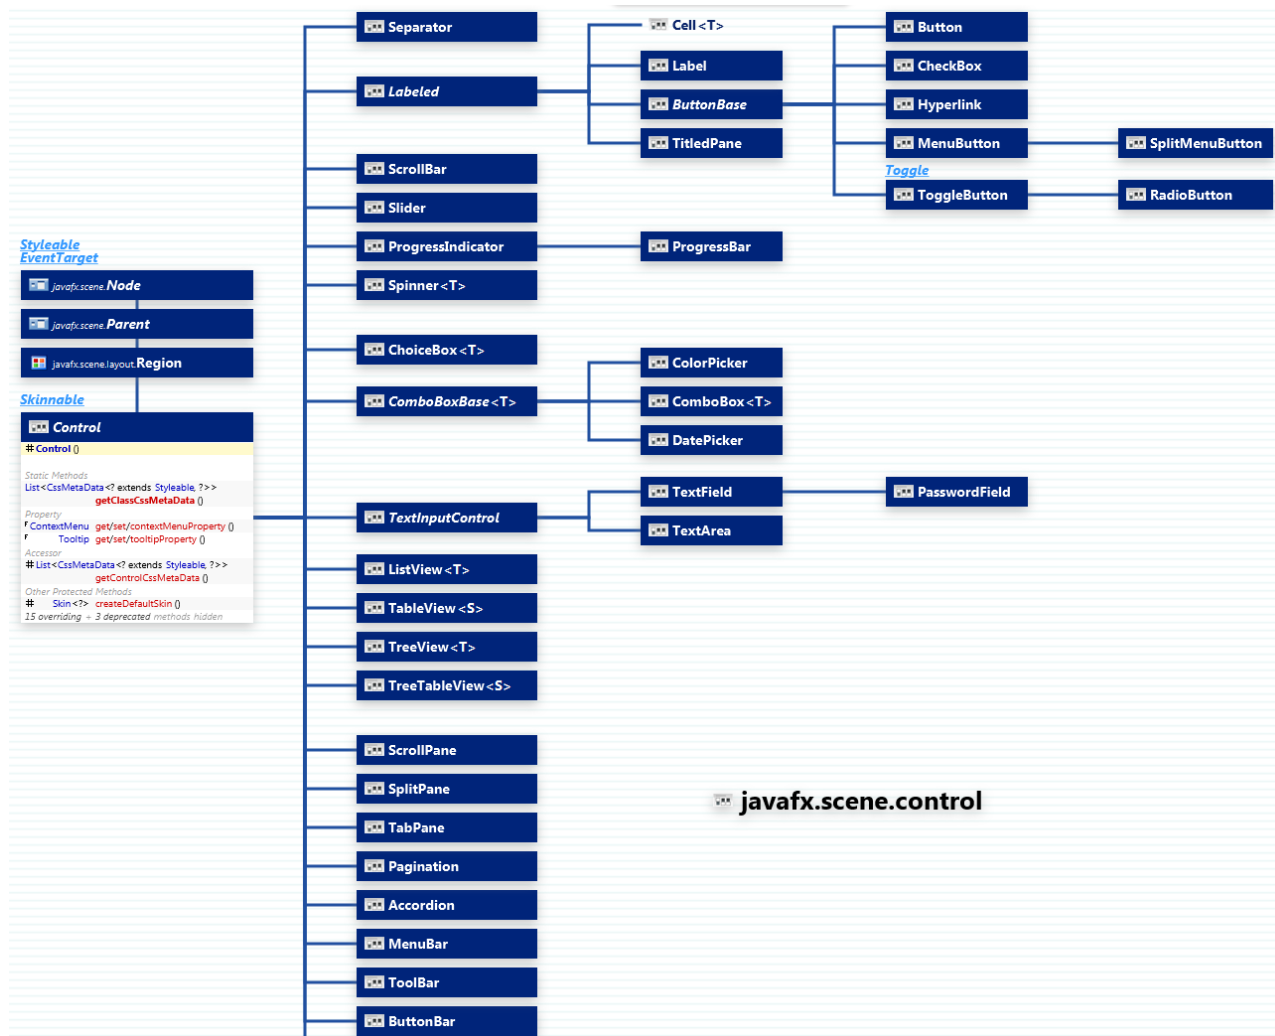 Separator
Labeled
Cell<T>
Label
ButtonBase
TitledPane
Button
CheckBox
Hyperlink
MenuButton
SplitMenuButton
Toggle
ToggleButton
RadioButton
ScrollBar
Slider
ProgressIndicator
ProgressBar
Spinner<T>
Styleable
EventTarget
javafx.scene.Node
javafx.scene.Parent
javafx.scene.layout.Region
Skinnable
Control
#Control ()
Static Methods
List<CssMetaData<? extends Styleable, ?>>
getClassCssMetaData ()
Property
ContextMenu get/set/contextMenuProperty ()
Tooltip get/set/tooltipProperty ()
Accessor
#List<CssMetaData<? extends Styleable, ?>>
getControlCssMetaData ()
Other Protected Methods
# Skin<?> createDefaultSkin ()
15 overriding + 3 deprecated methods hidden
ChoiceBox<T>
ComboBoxBase<T>
ColorPicker
ComboBox<T>
DatePicker
TextInputControl
TextField
PasswordField
TextArea
ListView<T>
TableView<S>
TreeView<T>
TreeTableView<S>
ScrollPane
SplitPane
TabPane
Pagination
Accordion
MenuBar
ToolBar
ButtonBar
javafx.scene.control